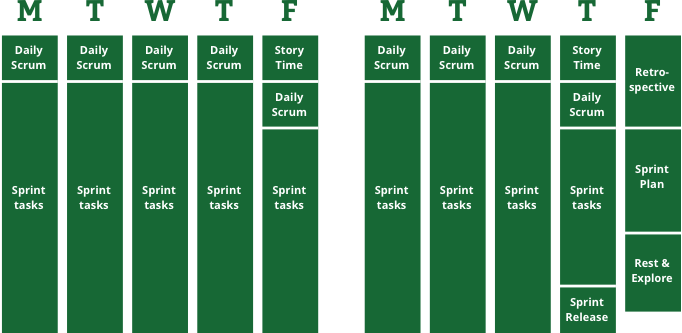 M T W T F M T W T F
Daily
Scrum
Sprint
tasks
Daily
Scrum
Sprint
tasks
Daily
Scrum
Sprint
tasks
Daily
Scrum
Sprint
tasks
Story
Time
Daily
Scrum
Sprint
tasks
Daily
Scrum
Sprint
tasks
Daily
Scrum
Sprint
tasks
Daily
Scrum
Sprint
tasks
Story
Time
Daily
Scrum
Sprint
tasks
Sprint
Release
Retro-
spective
Sprint
Plan
Rest &
Explore